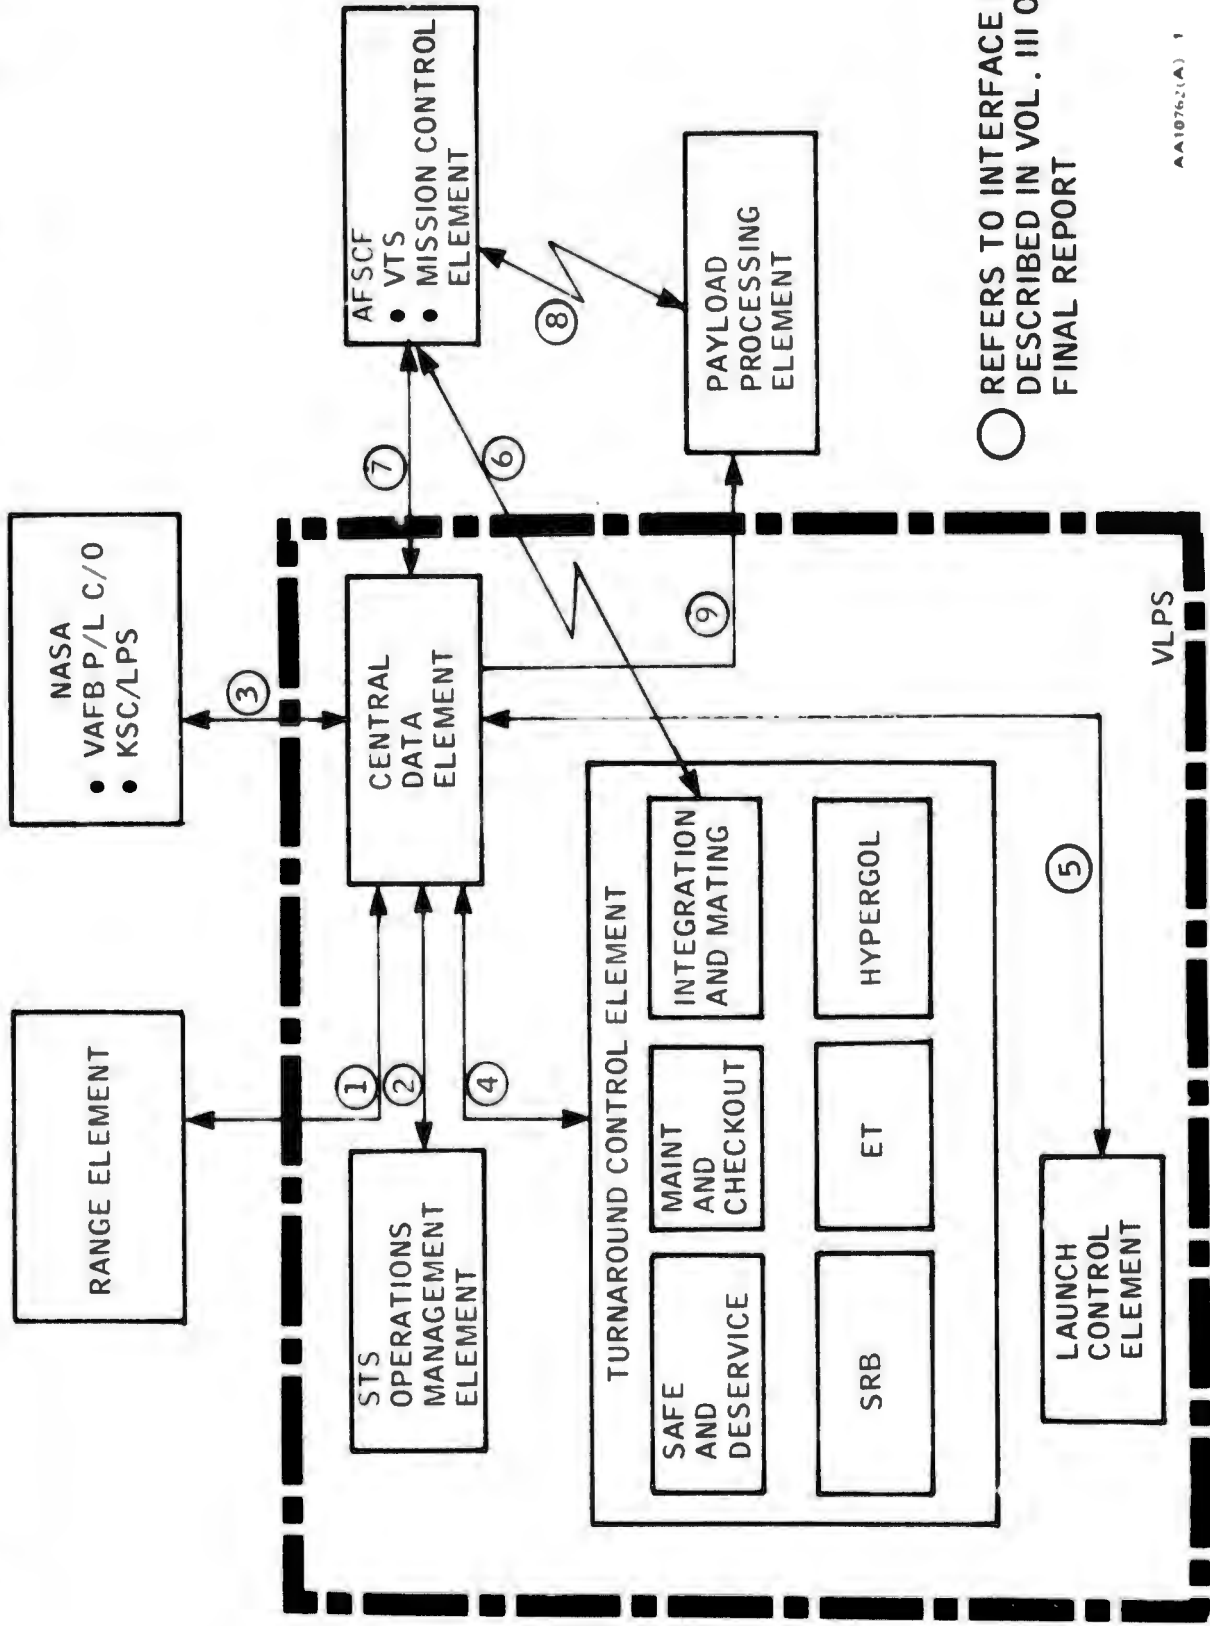 RANGE ELEMENT
NASA
• VAFB P/L C/O
• KSC/LPS
STS
OPERATIONS
MANAGEMENT
ELEMENT
1
2
4
3
CENTRAL
DATA
ELEMENT
7
AFSCF
• VTS
• MISSION CONTROL
ELEMENT
6
8
TURNAROUND CONTROL ELEMENT
SAFE
AND
DESERVICE
MAINT
AND
CHECKOUT
INTEGRATION
AND MATING
SRB
ET
HYPERGOL
9
PAYLOAD
PROCESSING
ELEMENT
LAUNCH
CONTROL
ELEMENT
5
VLPS
REFERS TO INTERFACE
DESCRIBED IN VOL. III
FINAL REPORT